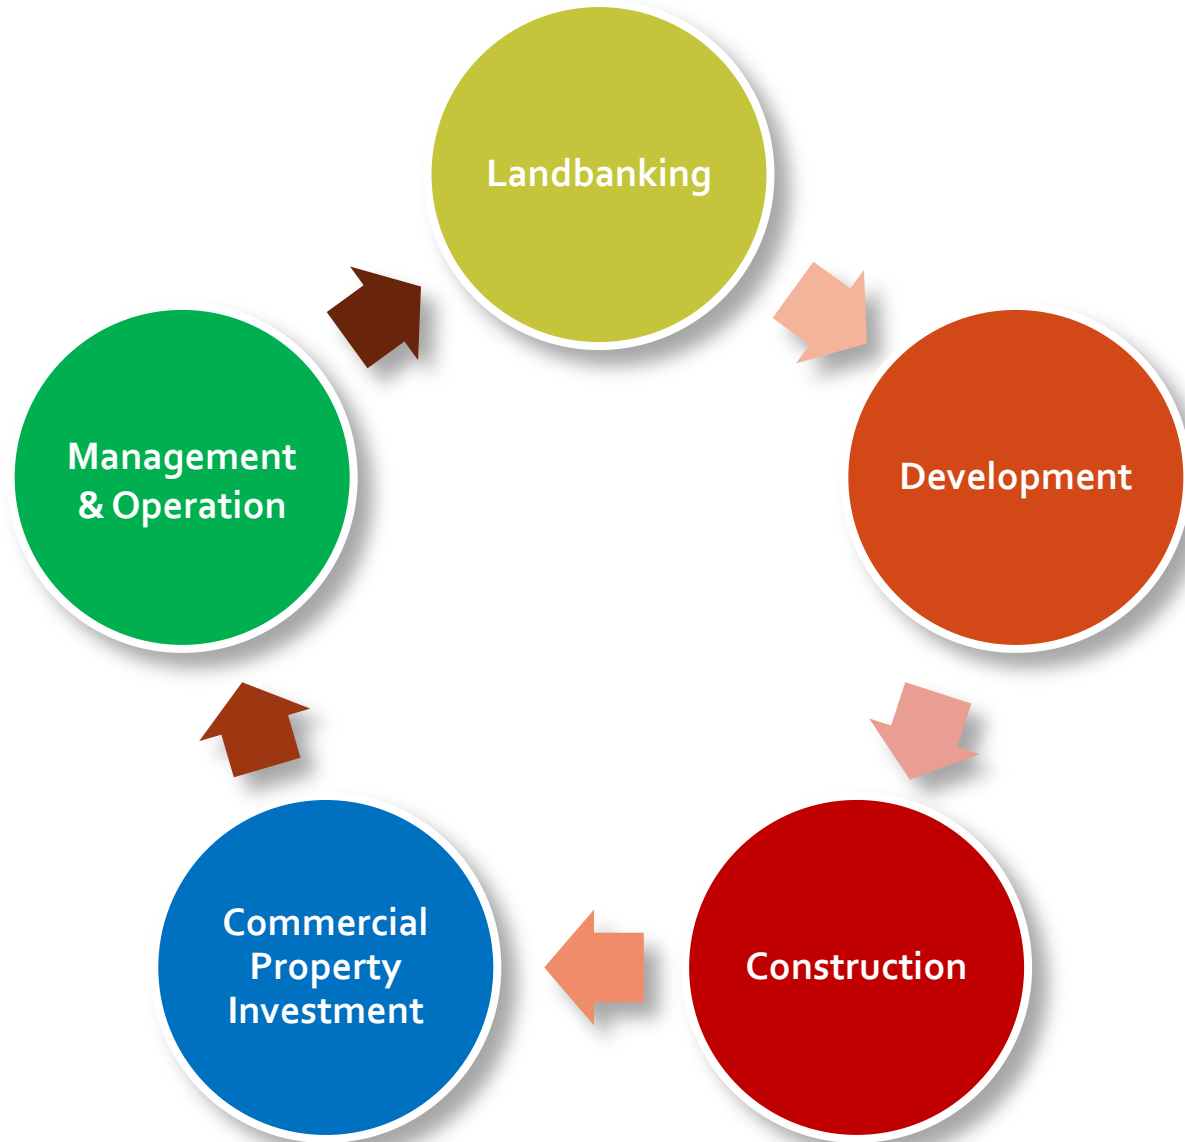 Landbanking
Development
Construction
Commercial
Property
Investment
Management
& Operation